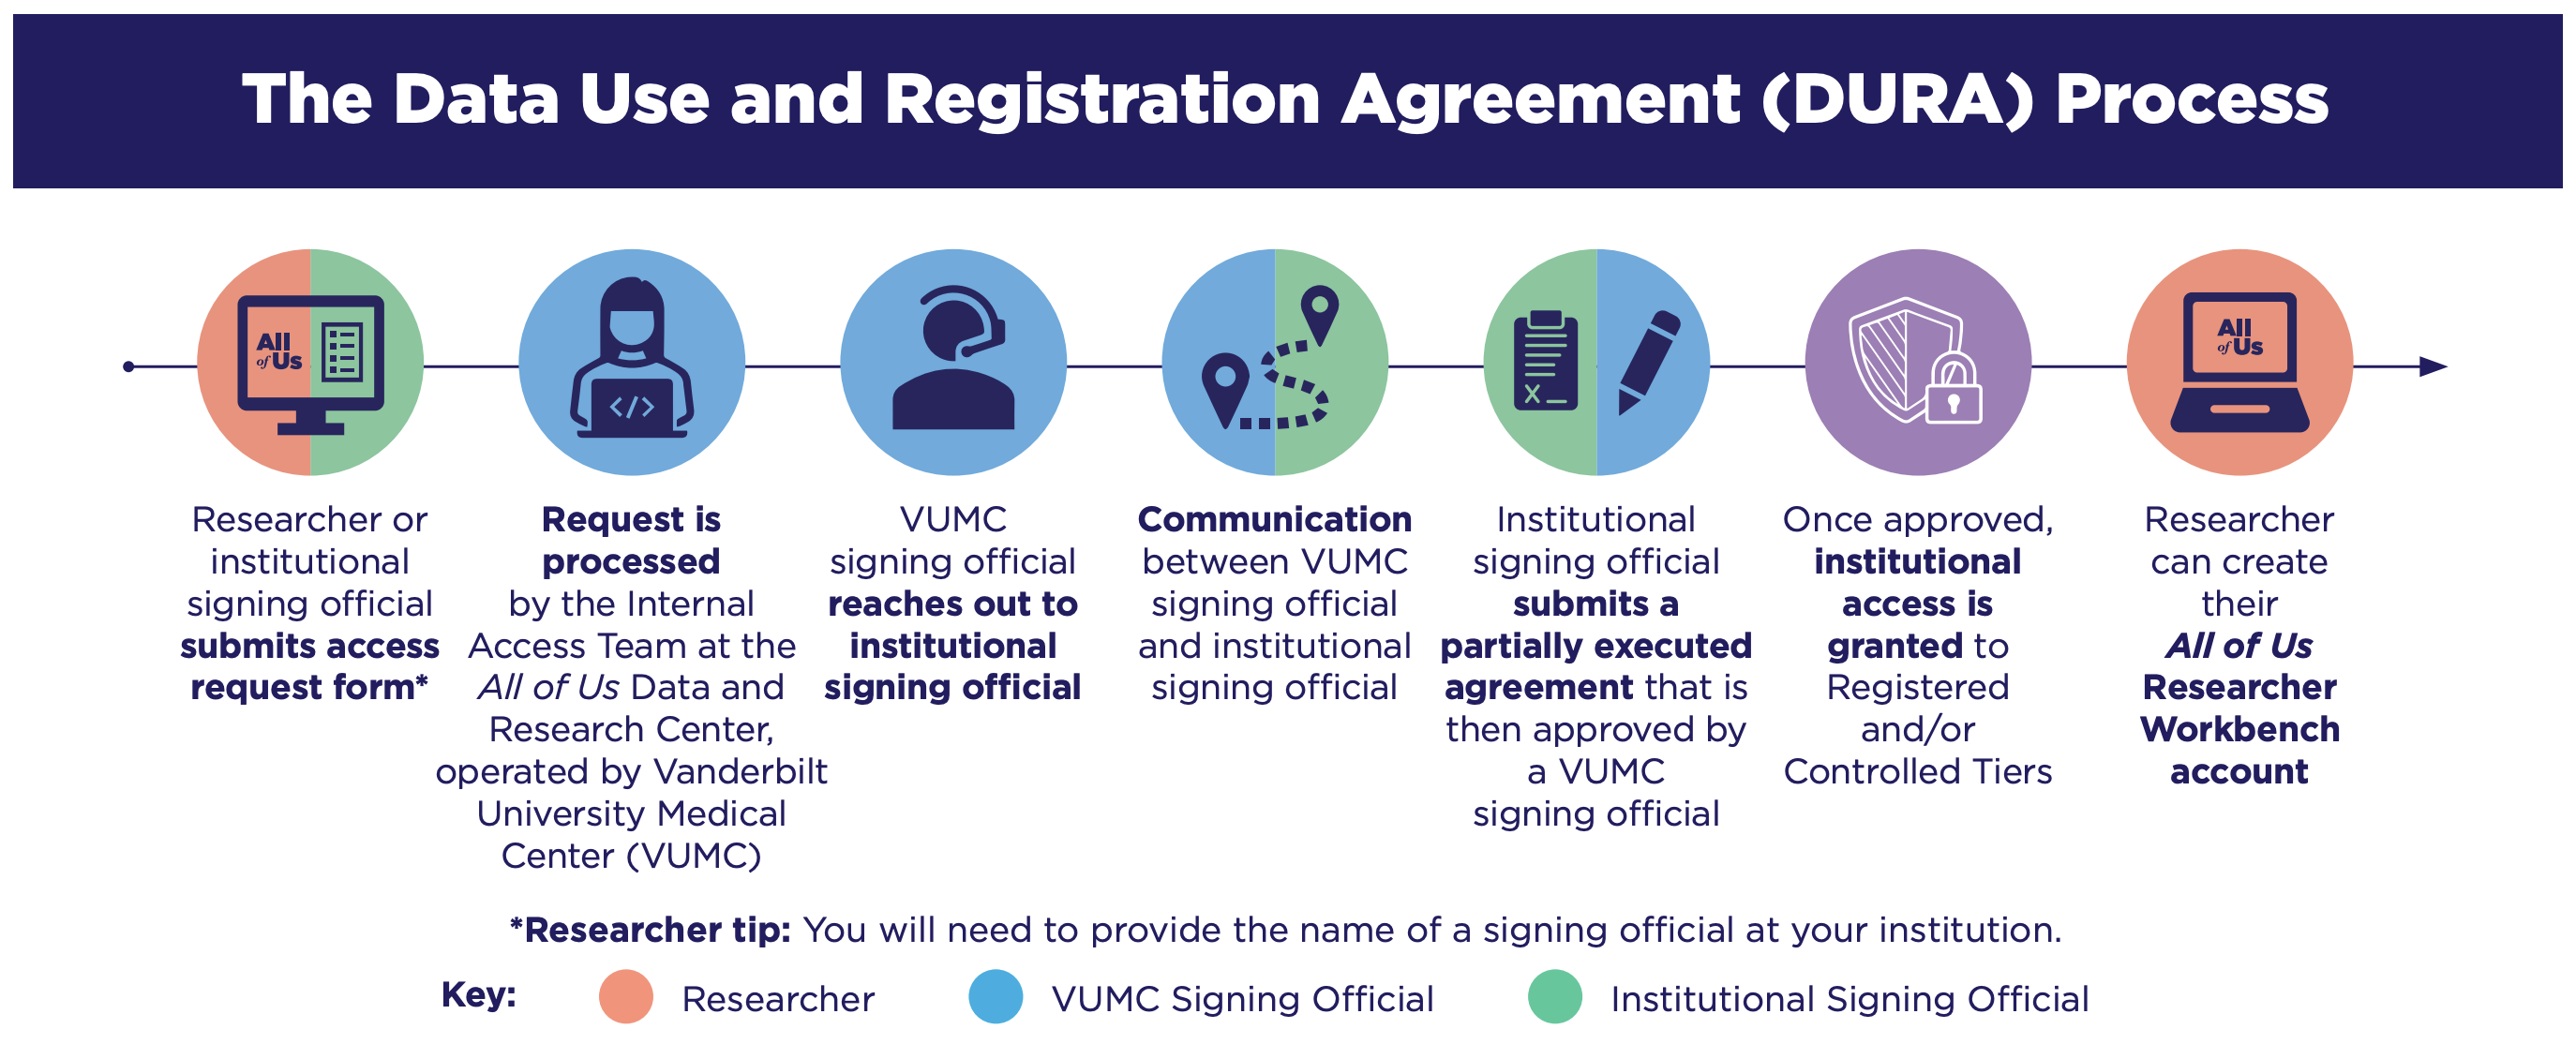 The Data Use and Registration Agreement (DURA) Process
All
of Us
Researcher or
institutional
signing official
submits access
request form*
</>
Request is
processed
by the Internal
Access Team at the
All of Us Data and
Research Center,
operated by Vanderbilt
University Medical
Center (VUMC)
VUMC
signing official
reaches out to
institutional
signing official
Communication
between VUMC
signing official
and institutional
signing official
X_
Institutional
signing official
submits a
partially executed
agreement that is
then approved by
a VUMC
signing official
Once approved,
institutional
access is
granted to
Registered
and/or
Controlled Tiers
All
of Us
Researcher
can create
their
All of Us
Researcher
Workbench
account
*Researcher tip: You will need to provide the name of a signing official at your institution.
Key: Researcher VUMC Signing Official Institutional Signing Official